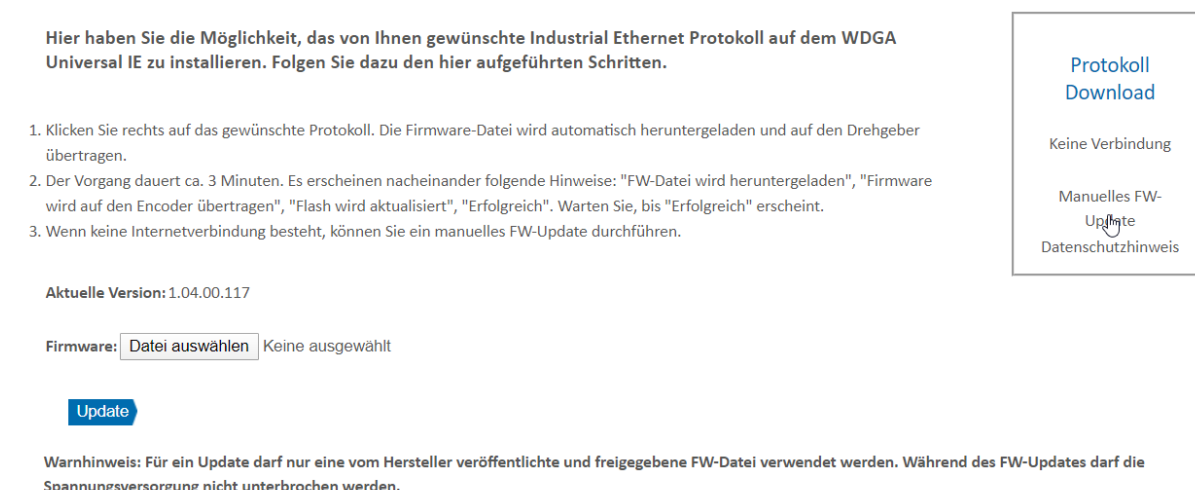 Hier haben Sie die Möglichkeit, das von Ihnen gewünschte Industrial Ethernet Protokoll auf dem WDGA
Universal IE zu installieren. Folgen Sie dazu den hier aufgeführten Schritten.
1. Klicken Sie rechts auf das gewünschte Protokoll. Die Firmware-Datei wird automatisch heruntergeladen und auf den Drehgeber
übertragen.
2. Der Vorgang dauert ca. 3 Minuten. Es erscheinen nacheinander folgende Hinweise: "FW-Datei wird heruntergeladen", "Firmware
wird auf den Encoder übertragen", "Flash wird aktualisiert", "Erfolgreich". Warten Sie, bis "Erfolgreich" erscheint.
3. Wenn keine Internetverbindung besteht, können Sie ein manuelles FW-Update durchführen.
Aktuelle Version: 1.04.00.117
Firmware: Datei auswählen Keine ausgewählt
Update
Warnhinweis: Für ein Update darf nur eine vom Hersteller veröffentlichte und freigegebene FW-Datei verwendet werden. Während des FW-Updates darf die
Spannungsversorgung nicht unterbrochen werden.
Protokoll
Download
Keine Verbindung
Manuelles FW-
Update
Datenschutzhinweis